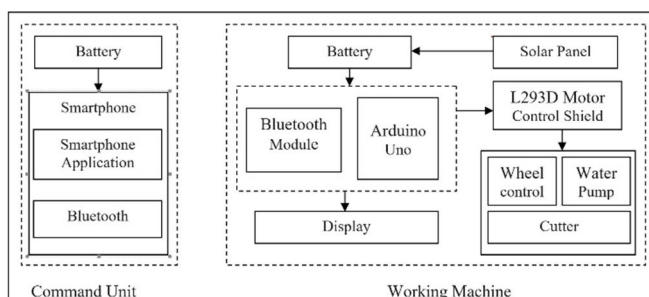 Battery
Smartphone
Smartphone
Application
Bluetooth
Command Unit
Battery
Solar Panel
Bluetooth
Module
Arduino
Uno
L293D Motor
Control Shield
Wheel
control
Water
Pump
Cutter
Display
Working Machine